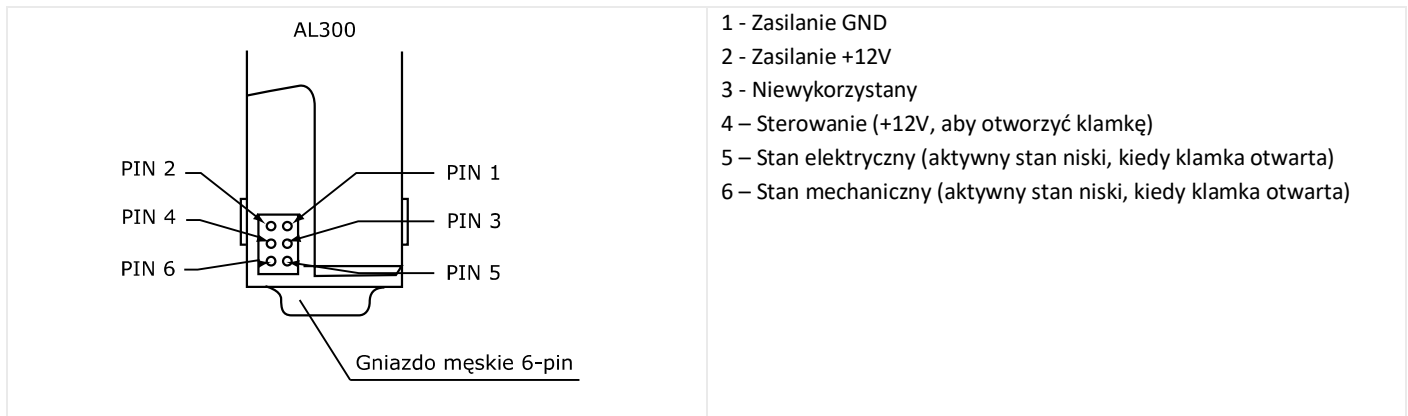 AL300
PIN 2
PIN 1
PIN 4
PIN 3
PIN 6
PIN 5
Gniazdo męskie 6-pin
1 - Zasilanie GND
2 - Zasilanie +12V
3 - Niewykorzystany
4 – Sterowanie (+12V, aby otworzyć klamkę)
5 – Stan elektryczny (aktywny stan niski, kiedy klamka otwarta)
6 – Stan mechaniczny (aktywny stan niski, kiedy klamka otwarta)